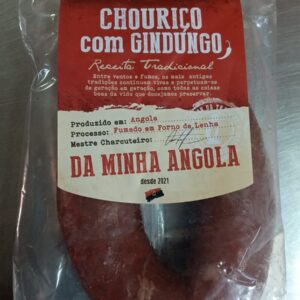 CHOURIÇO
com GINDUNGO
Receita Tradicional
Entre ventos e fumos, as mais antigas
tradições continuam vivas e perpetuam-se
de geração em geração, como todas as coisas
boas da vida que desejamos preservar.
Produzido em: Angola
Processo: Fumado em Forno de Lenha
Mestre Charcuteiro:
DA MINHA ANGOLA
desde 2021